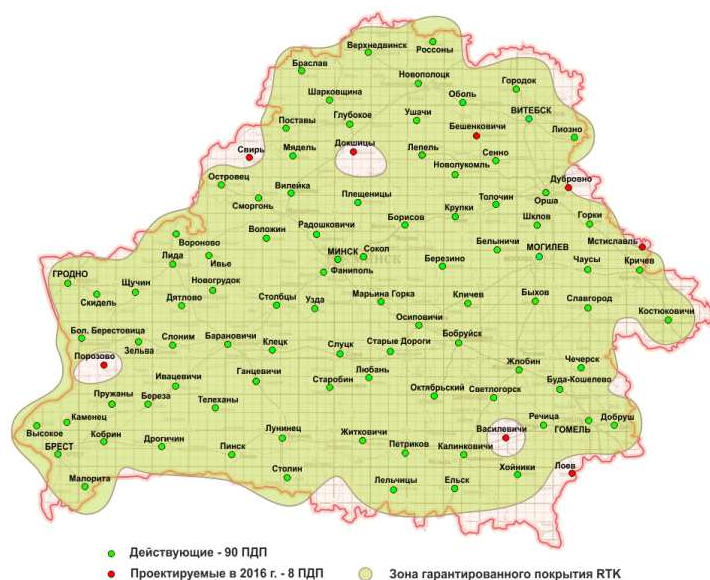 Верхнедвинск
Россоны
Браслав
Новополоцк
Городок
Шарковщина
Оболь
Глубокое
Ушачи
ВИТЕБСК
Поставы
Бешенковичи
Лиозно
Свирь
Мядель
Докшицы
Лепель
Сенно
Новолукомль
Дубровно
Островец
Вилейка
Сморгонь
Плещеницы
Толочин
Орша
Крупки
Борисов
Шклов
Горки
Вороново
Воложин
Радошковичи
Мстиславль
МИНСК
Сокол
Белыничи
МОГИЛЕВ
Лида
Ивье
Фаниполь
Березино
Чаусы
Кричев
ГРОДНО
Щучин
Новогрудок
Скидель
Дятлово
Столбцы
Узда
Марьина Горка
Кличев
Быхов
Славгород
Костюковичи
Осиповичи
Бол. Берестовица
Зельва
Слоним
Барановичи
Клецк
Слуцк
Старые Дороги
Бобруйск
Порозово
Жлобин
Чечерск
Ивацевичи
Ганцевичи
Любань
Старобин
Буда-Кошелево
Октябрьский
Светлогорск
Пружаны
Береза
Телеханы
Каменец
Высокое
Кобрин
Дрогичин
Лунинец
Житковичи
Василевичи
Речица
ГОМЕЛЬ
Добруш
БРЕСТ
Пинск
Петриков
Калинковичи
Малорита
Столин
Лельчицы
Ельск
Хойники
Лоев
Действующие - 90 ПДП
Проектируемые в 2016 г. - 8 ПДП
Зона гарантированного покрытия RTK